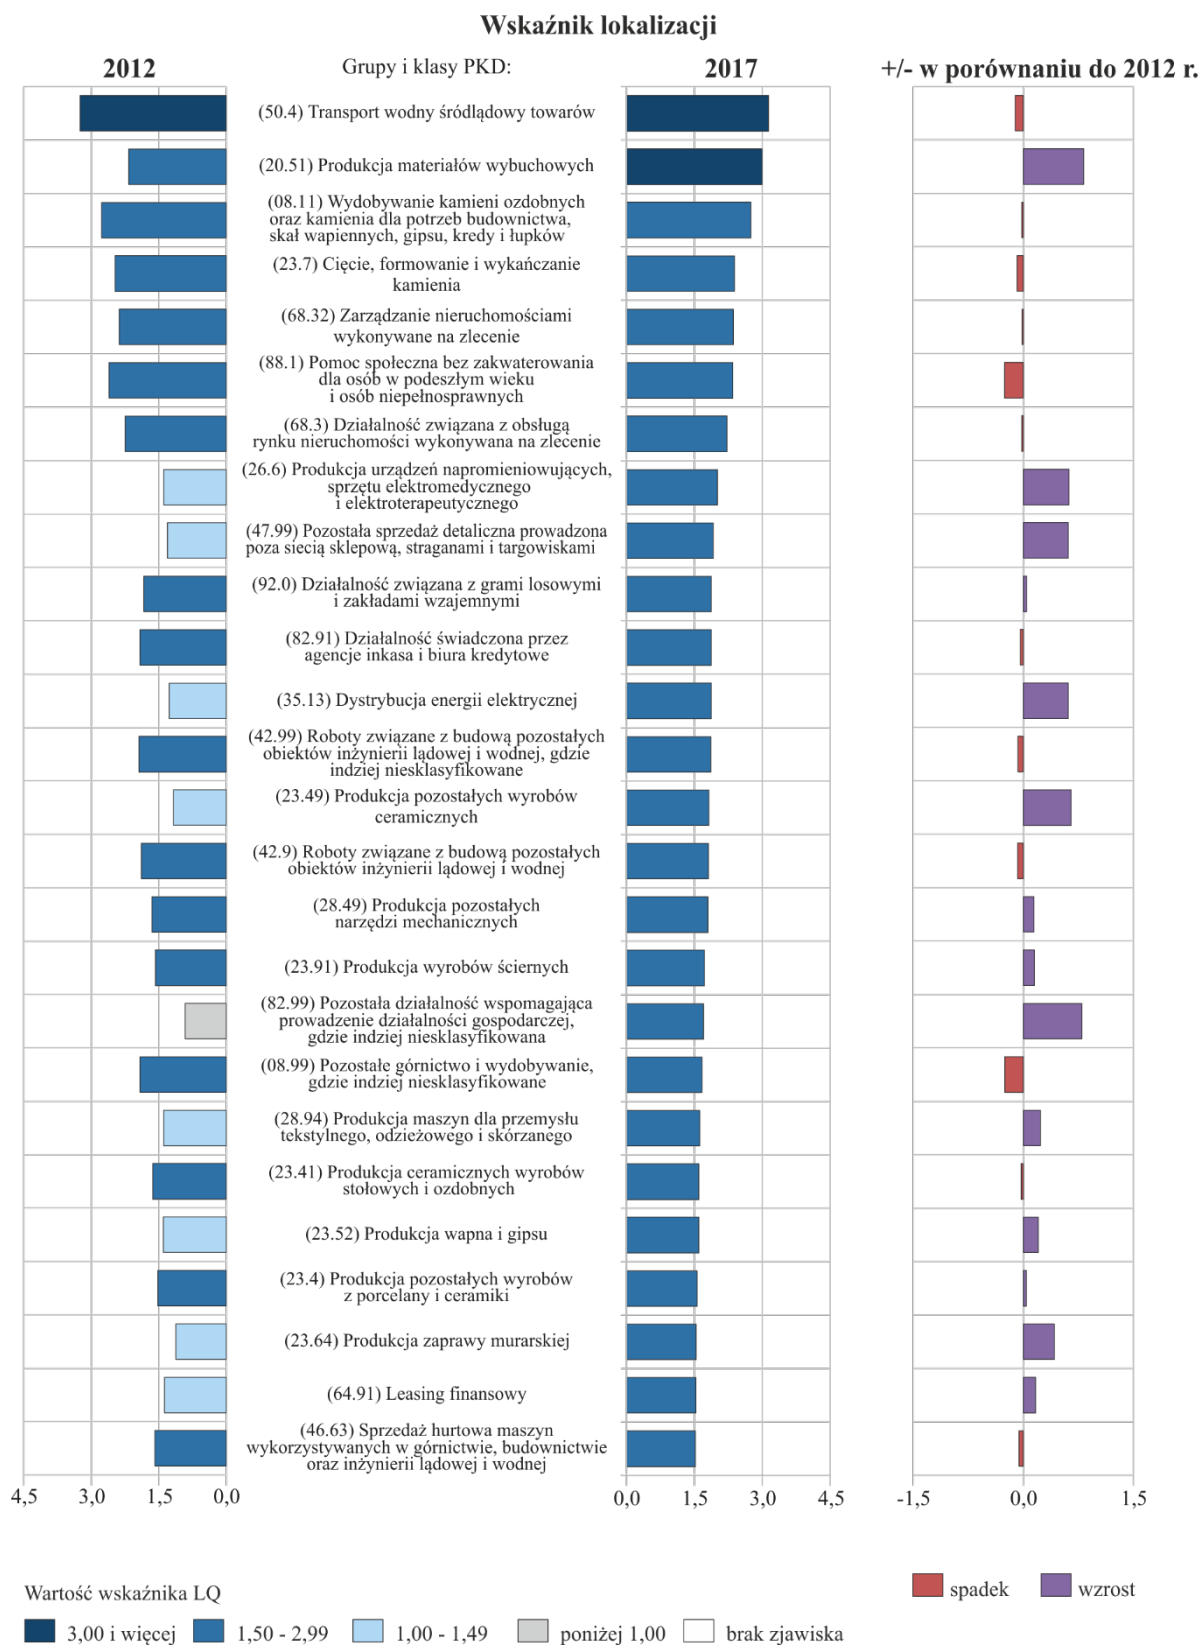 Wskaźnik lokalizacji
2012
Grupy i klasy PKD:
2017
+/- w porównaniu do 2012 r.
(50.4) Transport wodny śródlądowy towarów
(20.51) Produkcja materiałów wybuchowych
(08.11) Wydobywanie kamieni ozdobnych
oraz kamienia dla potrzeb budownictwa,
skał wapiennych, gipsu, kredy i łupków
(23.7) Cięcie, formowanie i wykańczanie
kamienia
(68.32) Zarządzanie nieruchomościami
wykonywane na zlecenie
(88.1) Pomoc społeczna bez zakwaterowania
dla osób w podeszłym wieku
i osób niepełnosprawnych
(68.3) Działalność związana z obsługą
rynku nieruchomości wykonywana na zlecenie
(26.6) Produkcja urządzeń napromieniowujących,
sprzętu elektromedycznego
i elektroterapeutycznego
(47.99) Pozostała sprzedaż detaliczna prowadzona
poza siecią sklepową, straganami i targowiskami
(92.0) Działalność związana z grami losowymi
i zakładami wzajemnymi
(82.91) Działalność świadczona przez
agencje inkasa i biura kredytowe
(35.13) Dystrybucja energii elektrycznej
(42.99) Roboty związane z budową pozostałych
obiektów inżynierii lądowej i wodnej, gdzie
indziej niesklasyfikowane
(23.49) Produkcja pozostałych wyrobów
ceramicznych
(42.9) Roboty związane z budową pozostałych
obiektów inżynierii lądowej i wodnej
(28.49) Produkcja pozostałych
narzędzi mechanicznych
(23.91) Produkcja wyrobów ściernych
(82.99) Pozostała działalność wspomagająca
prowadzenie działalności gospodarczej,
gdzie indziej niesklasyfikowana
(08.99) Pozostałe górnictwo i wydobywanie,
gdzie indziej niesklasyfikowane
(28.94) Produkcja maszyn dla przemysłu
tekstylnego, odzieżowego i skórzanego
(23.41) Produkcja ceramicznych wyrobów
stołowych i ozdobnych
(23.52) Produkcja wapna i gipsu
(23.4) Produkcja pozostałych wyrobów
z porcelany i ceramiki
(23.64) Produkcja zaprawy murarskiej
(64.91) Leasing finansowy
(46.63) Sprzedaż hurtowa maszyn
wykorzystywanych w górnictwie, budownictwie
oraz inżynierii lądowej i wodnej
4,5 3,0 1,5 0,0
0,0 1,5 3,0 4,5
-1,5 0,0 1,5
Wartość wskaźnika LQ
3,00 i więcej
1,50 - 2,99
1,00 - 1,49
poniżej 1,00
brak zjawiska
spadek
wzrost